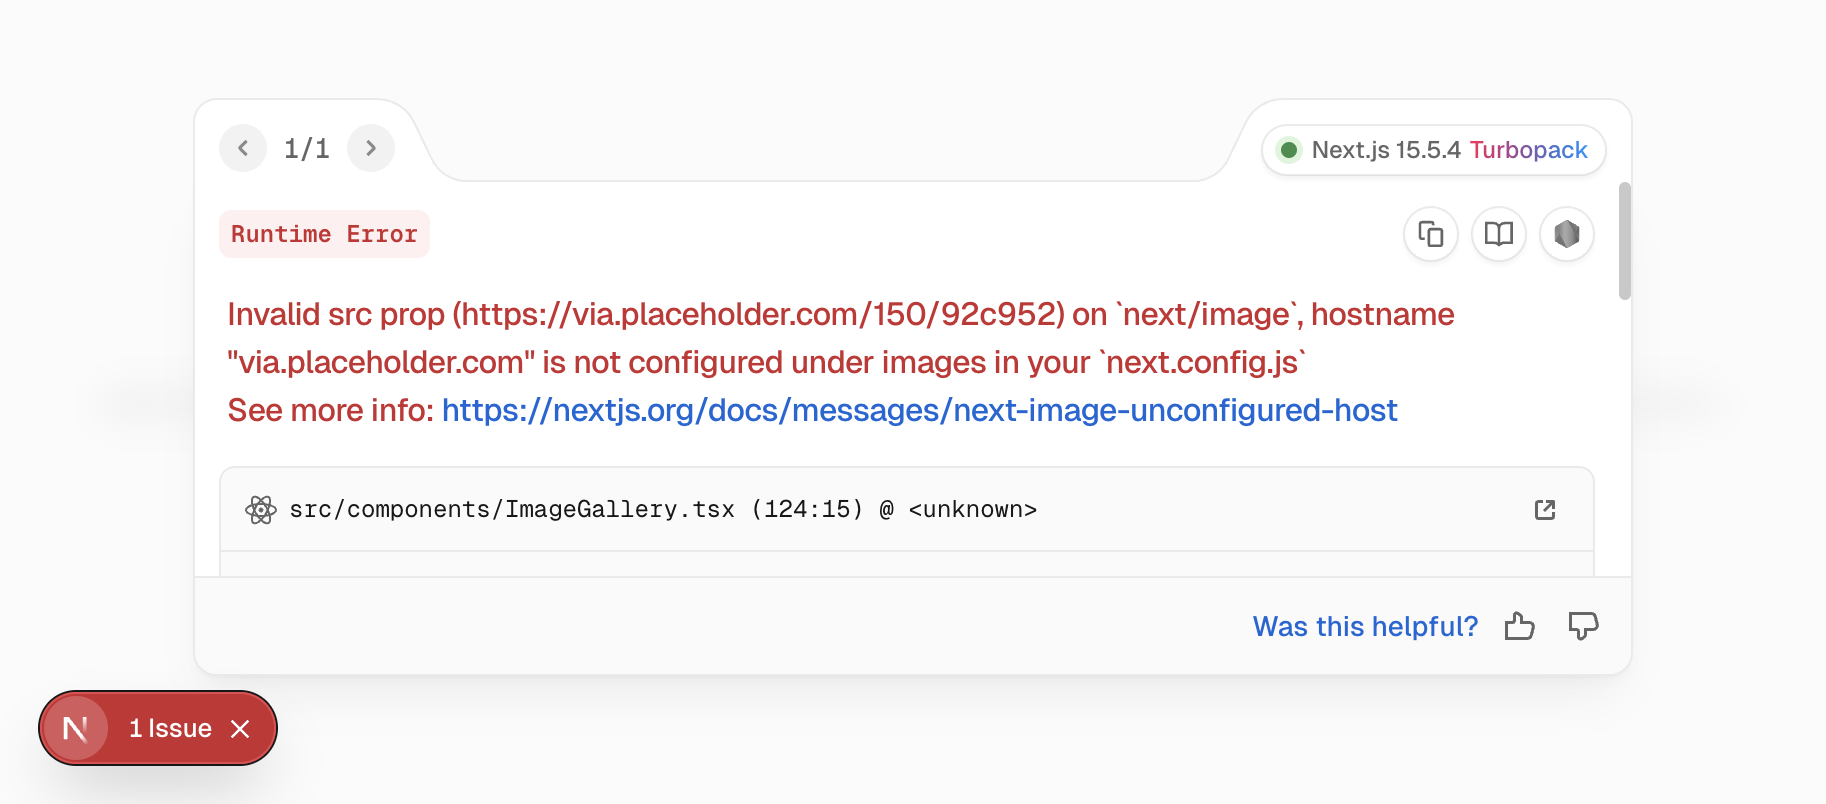 1/1
Next.js 15.5.4 Turbopack
Runtime Error
Invalid src prop (https://via.placeholder.com/150/92c952) on `next/image`, hostname
"via.placeholder.com" is not configured under images in your `next.config.js`
See more info: https://nextjs.org/docs/messages/next-image-unconfigured-host
src/components/ImageGallery.tsx (124:15) @ <unknown>
Was this helpful?
N 1 Issue